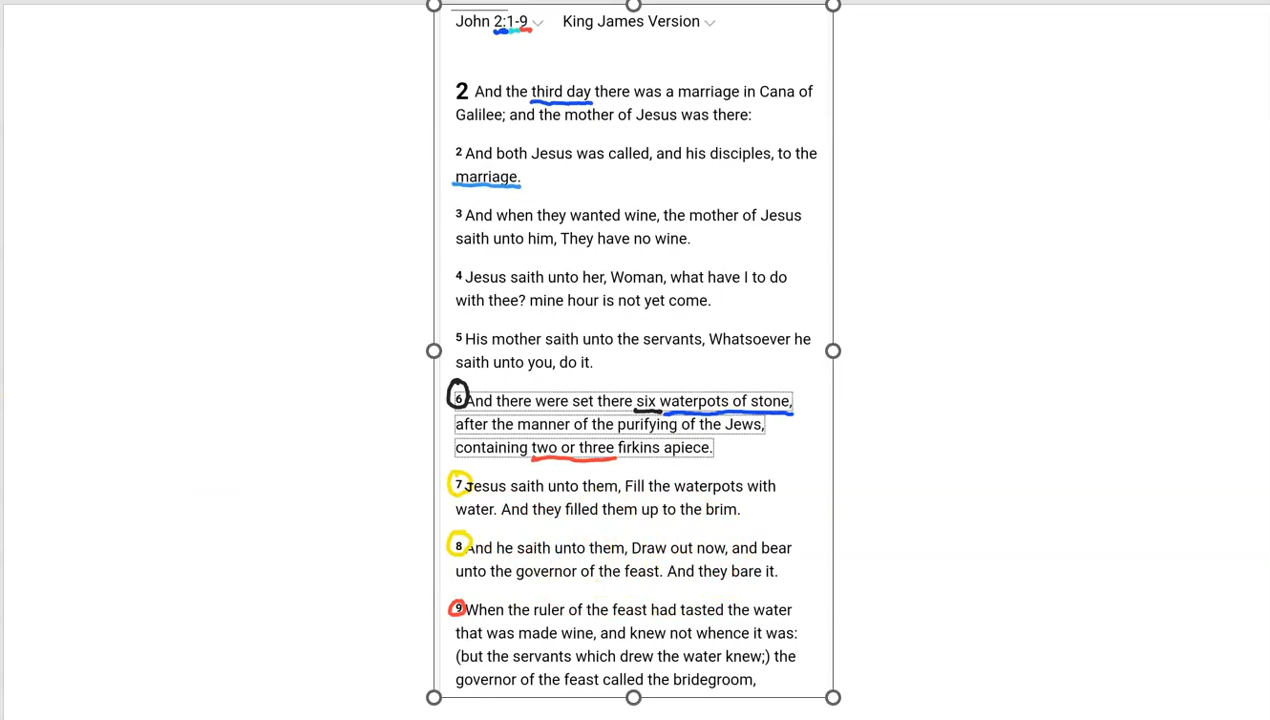 John 2:1-9 King James Version
2 And the third day there was a marriage in Cana of
Galilee; and the mother of Jesus was there:
2 And both Jesus was called, and his disciples, to the
marriage.
3 And when they wanted wine, the mother of Jesus
saith unto him, They have no wine.
4 Jesus saith unto her, Woman, what have I to do
with thee? mine hour is not yet come.
5 His mother saith unto the servants, Whatsoever he
saith unto you, do it.
6 And there were set there six waterpots of stone,
after the manner of the purifying of the Jews,
containing two or three firkins apiece.
7 Jesus saith unto them, Fill the waterpots with
water. And they filled them up to the brim.
8 And he saith unto them, Draw out now, and bear
unto the governor of the feast. And they bare it.
9 When the ruler of the feast had tasted the water
that was made wine, and knew not whence it was:
(but the servants which drew the water knew;) the
governor of the feast called the bridegroom,